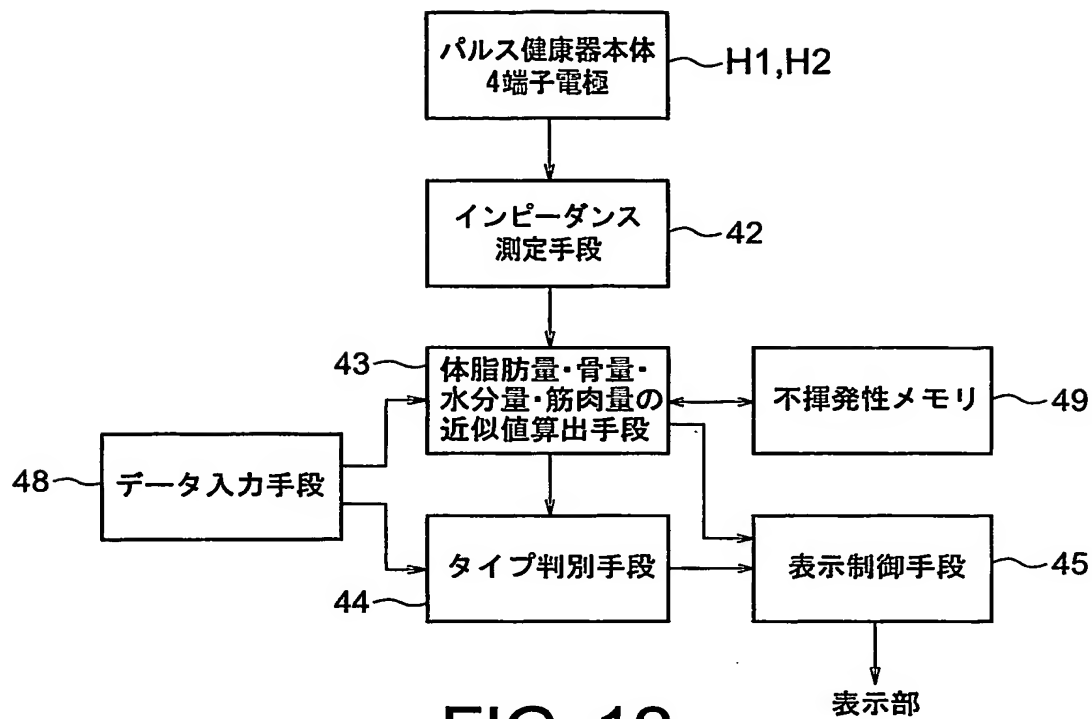 パルス健康器本体
4端子電極
H1,H2
インピーダンス
測定手段
42
43
体脂肪量・骨量・
水分量・筋肉量の
近似値算出手段
不揮発性メモリ
49
48
データ入力手段
タイプ判別手段
44
表示制御手段
45
表示部